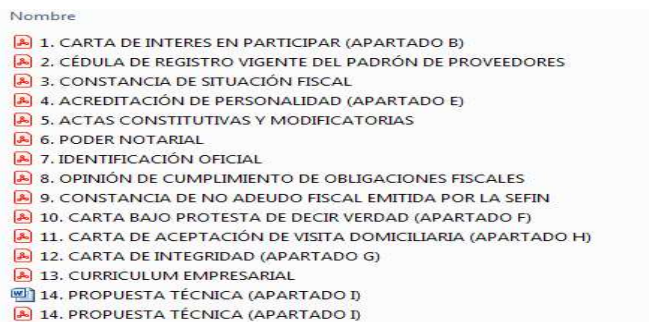 Nombre
1. CARTA DE INTERES EN PARTICIPAR (APARTADO B)
2. CÉDULA DE REGISTRO VIGENTE DEL PADRÓN DE PROVEEDORES
3. CONSTANCIA DE SITUACIÓN FISCAL
4. ACREDITACIÓN DE PERSONALIDAD (APARTADO E)
5. ACTAS CONSTITUTIVAS Y MODIFICATORIAS
6. PODER NOTARIAL
7. IDENTIFICACIÓN OFICIAL
8. OPINIÓN DE CUMPLIMIENTO DE OBLIGACIONES FISCALES
9. CONSTANCIA DE NO ADEUDO FISCAL EMITIDA POR LA SEFIN
10. CARTA BAJO PROTESTA DE DECIR VERDAD (APARTADO F)
11. CARTA DE ACEPTACIÓN DE VISITA DOMICILIARIA (APARTADO H)
12. CARTA DE INTEGRIDAD (APARTADO G)
13. CURRICULUM EMPRESARIAL
14. PROPUESTA TÉCNICA (APARTADO I)
14. PROPUESTA TÉCNICA (APARTADO I)